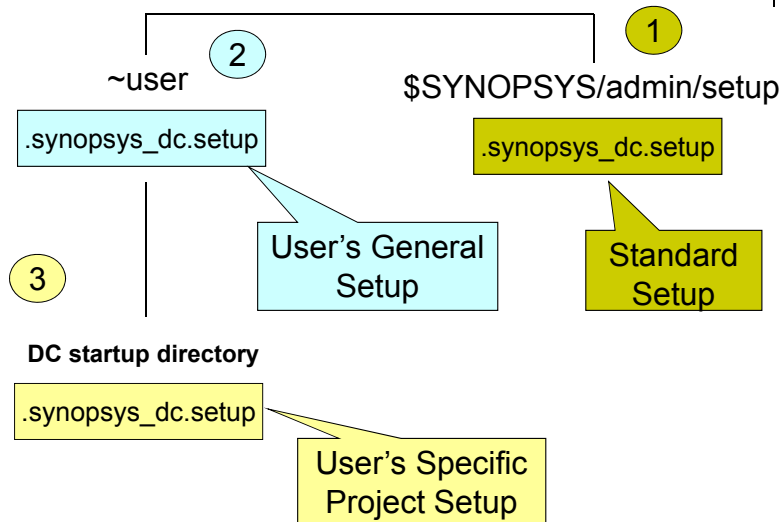 1
$SYNOPSYS/admin/setup
.synopsys_dc.setup
Standard
Setup
2
~user
.synopsys_dc.setup
User's General
Setup
3
DC startup directory
.synopsys_dc.setup
User's Specific
Project Setup